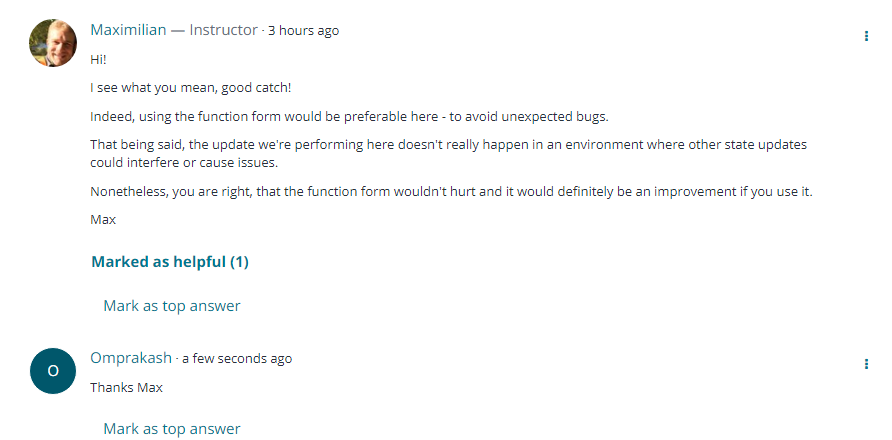 Maximilian — Instructor · 3 hours ago
Hi!
I see what you mean, good catch!
Indeed, using the function form would be preferable here - to avoid unexpected bugs.
That being said, the update we're performing here doesn't really happen in an environment where other state updates
could interfere or cause issues.
Nonetheless, you are right, that the function form wouldn't hurt and it would definitely be an improvement if you use it.
Max
Marked as helpful (1)
Mark as top answer
O
Omprakash · a few seconds ago
Thanks Max
Mark as top answer